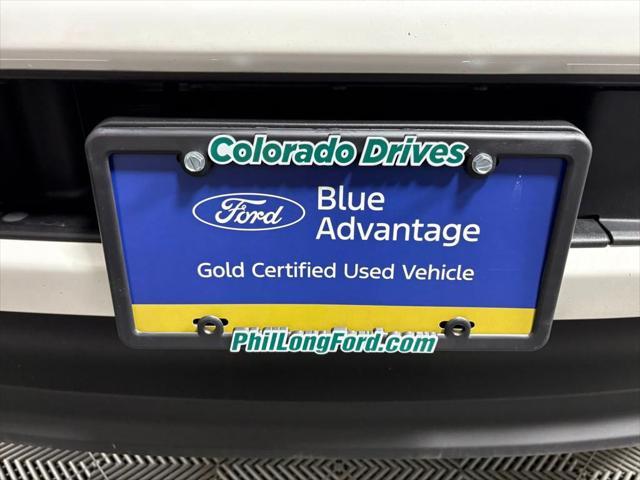 Colorado Drives
Ford
Blue
Advantage
Gold Certified Used Vehicle
PhilLongFord.com